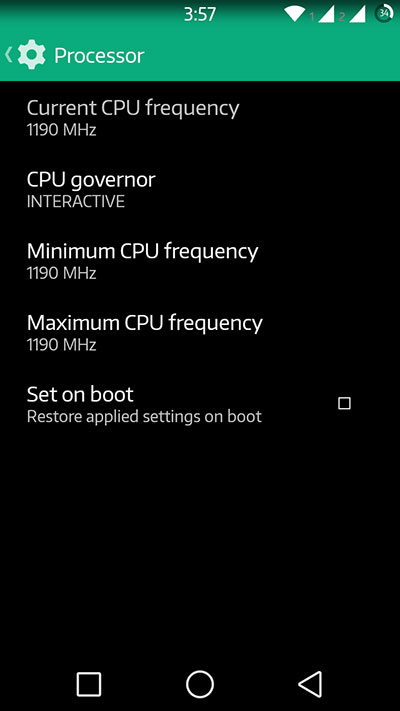 3:57
1
2
34
Processor
Current CPU frequency
1190 MHz
CPU governor
INTERACTIVE
Minimum CPU frequency
1190 MHz
Maximum CPU frequency
1190 MHz
Set on boot
Restore applied settings on boot